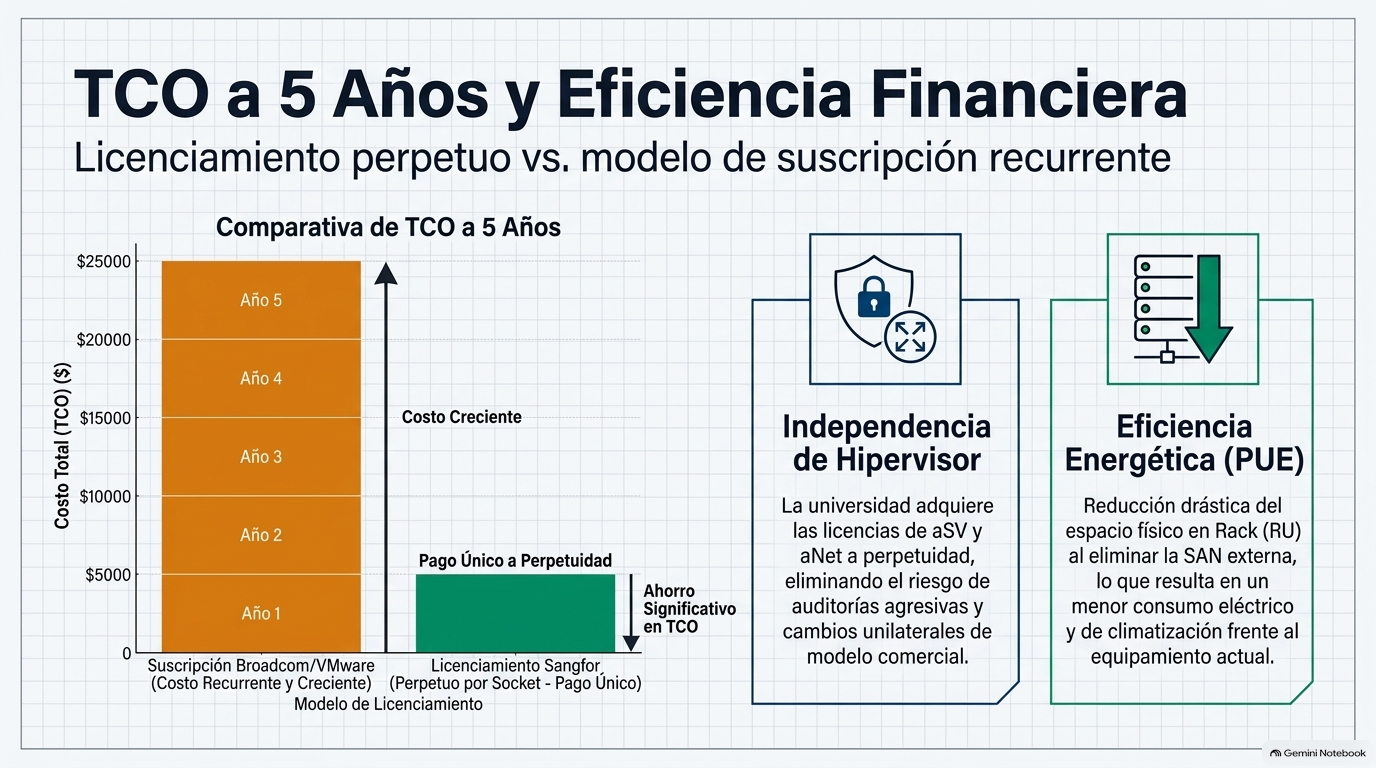 TCO a 5 Años y Eficiencia Financiera
Licenciamiento perpetuo vs. modelo de suscripción recurrente
Comparativa de TCO a 5 Años
Costo Total (TCO) ($)
$25000
$20000
$15000
$10000
$5000
0
Año 5
Año 4
Año 3
Año 2
Año 1
Costo Creciente
Pago Único a Perpetuidad
Ahorro
Significativo
en TCO
Suscripción Broadcom/VMware
(Costo Recurrente y Creciente)
Licenciamiento Sangfor
(Perpetuo por Socket - Pago Único)
Modelo de Licenciamiento
Independencia
de Hipervisor
La universidad adquiere
las licencias de aSV y
aNet a perpetuidad,
eliminando el riesgo de
auditorías agresivas y
cambios unilaterales de
modelo comercial.
Eficiencia
Energética (PUE)
Reducción drástica del
espacio físico en Rack (RU)
al eliminar la SAN externa,
lo que resulta en un
menor consumo eléctrico
y de climatización frente al
equipamiento actual.
Gemini Notebook